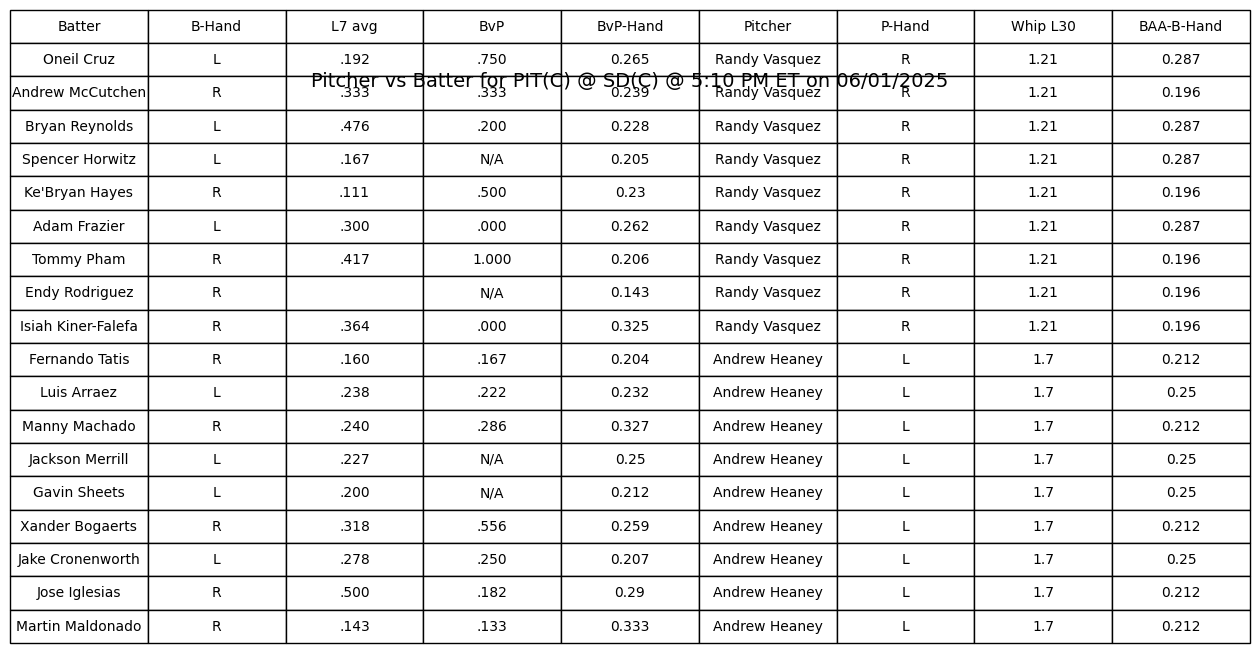 Batter B-Hand L7 avg BvP BvP-Hand Pitcher P-Hand Whip L30 BAA-B-Hand
Oneil Cruz L .192 .750 0.265 Randy Vasquez R 1.21 0.287
Pitcher vs Batter for PIT(C) @ SD(C) @ 5:10 PM ET on 06/01/2025
Andrew McCutchen R .333 .333 0.239 Randy Vasquez R 1.21 0.196
Bryan Reynolds L .476 .200 0.228 Randy Vasquez R 1.21 0.287
Spencer Horwitz L .167 N/A 0.205 Randy Vasquez R 1.21 0.287
Ke'Bryan Hayes R .111 .500 0.23 Randy Vasquez R 1.21 0.196
Adam Frazier L .300 .000 0.262 Randy Vasquez R 1.21 0.287
Tommy Pham R .417 1.000 0.206 Randy Vasquez R 1.21 0.196
Endy Rodriguez R N/A 0.143 Randy Vasquez R 1.21 0.196
Isiah Kiner-Falefa R .364 .000 0.325 Randy Vasquez R 1.21 0.196
Fernando Tatis R .160 .167 0.204 Andrew Heaney L 1.7 0.212
Luis Arraez L .238 .222 0.232 Andrew Heaney L 1.7 0.25
Manny Machado R .240 .286 0.327 Andrew Heaney L 1.7 0.212
Jackson Merrill L .227 N/A 0.25 Andrew Heaney L 1.7 0.25
Gavin Sheets L .200 N/A 0.212 Andrew Heaney L 1.7 0.25
Xander Bogaerts R .318 .556 0.259 Andrew Heaney L 1.7 0.212
Jake Cronenworth L .278 .250 0.207 Andrew Heaney L 1.7 0.25
Jose Iglesias R .500 .182 0.29 Andrew Heaney L 1.7 0.212
Martin Maldonado R .143 .133 0.333 Andrew Heaney L 1.7 0.212